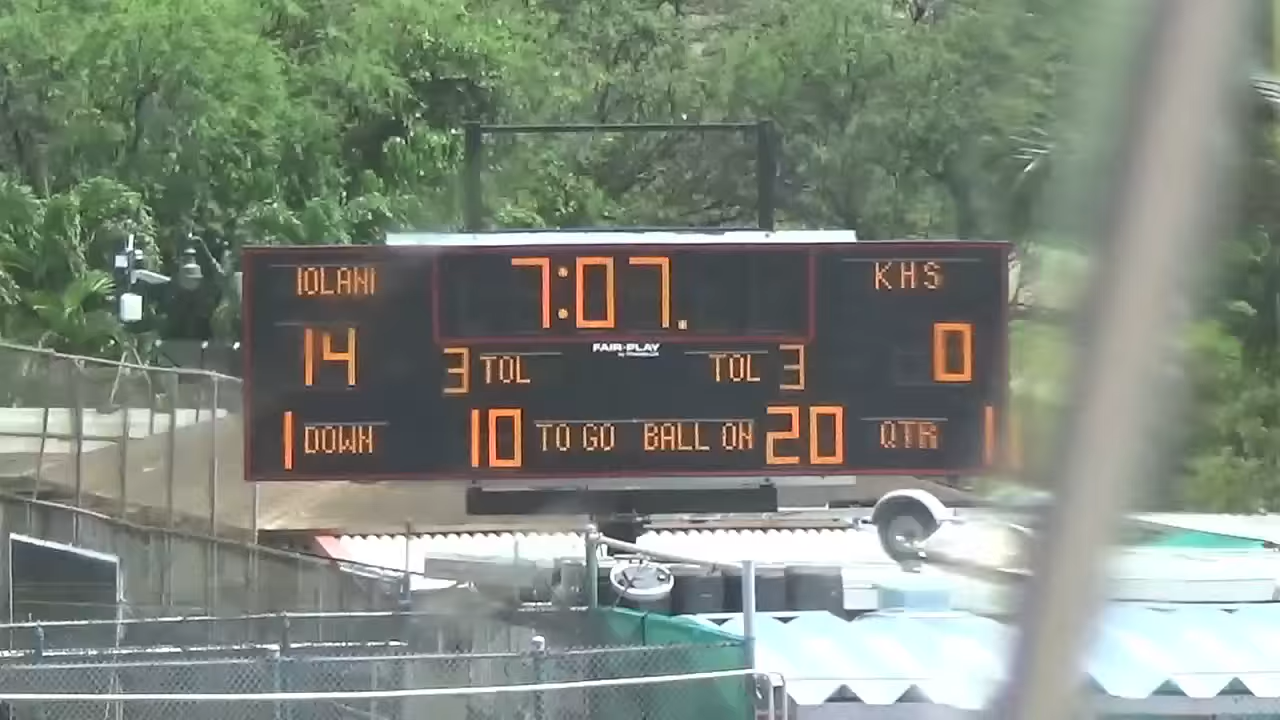 IOLANI 7:07. KHS
FAIR-PLAY
14 3 TOL TOL 3 0
1 DOWN 10 TO GO BALL ON 20 QTR 1